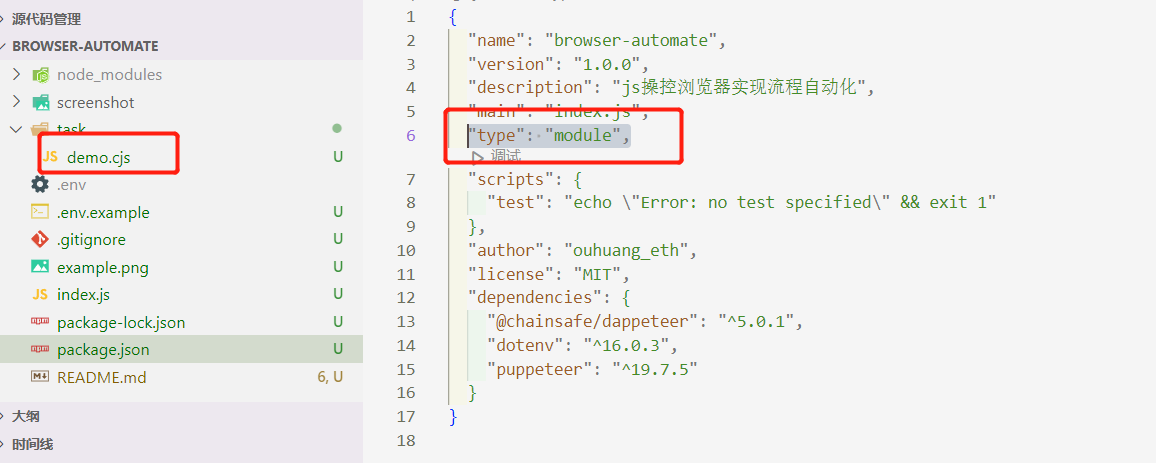 源代码管理
BROWSER-AUTOMATE
node_modules
screenshot
task
JS demo.cjs U
.env
.env.example U
.gitignore U
example.png U
JS index.js U
package-lock.json U
package.json U
README.md 6, U
大纲
时间线
1 {
2 "name": "browser-automate",
3 "version": "1.0.0",
4 "description": "js操控浏览器实现流程自动化",
5 "main": "index.js",
6 "type": "module",
调试
7 "scripts": {
8 "test": "echo \"Error: no test specified\" && exit 1"
9 },
10 "author": "ouhuang_eth",
11 "license": "MIT",
12 "dependencies": {
13 "@chainsafe/dappeteer": "^5.0.1",
14 "dotenv": "^16.0.3",
15 "puppeteer": "^19.7.5"
16 }
17 }
18